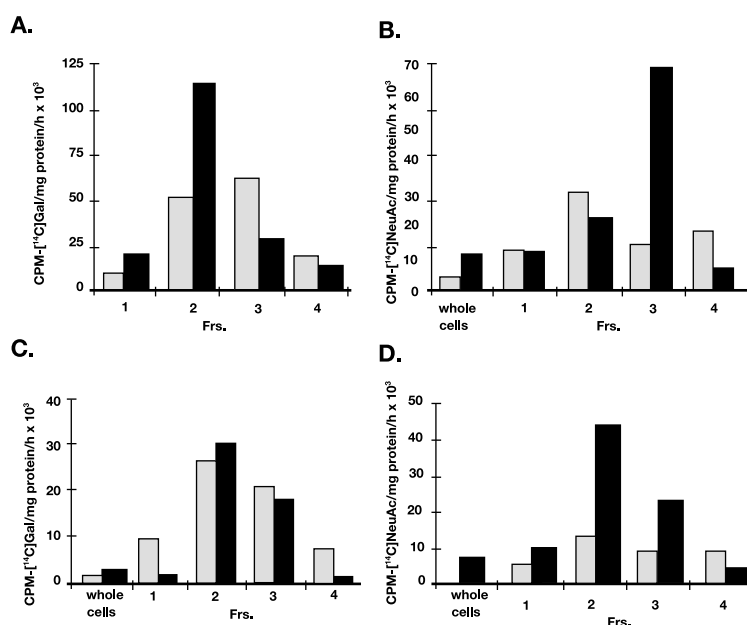 A.
CPM-[¹⁴C]Gal/mg protein/h x 10³
125
100
75
50
25
0
1 2 3 4
Frs.
B.
CPM-[¹⁴C]NeuAc/mg protein/h x 10³
70
60
50
40
30
20
10
0
whole cells 1 2 3 4
Frs.
C.
CPM-[¹⁴C]Gal/mg protein/h x 10³
40
30
20
10
0
whole cells 1 2 3 4
Frs.
D.
CPM-[¹⁴C]NeuAc/mg protein/h x 10³
50
40
30
20
10
0
whole cells 1 2 3 4
Frs.